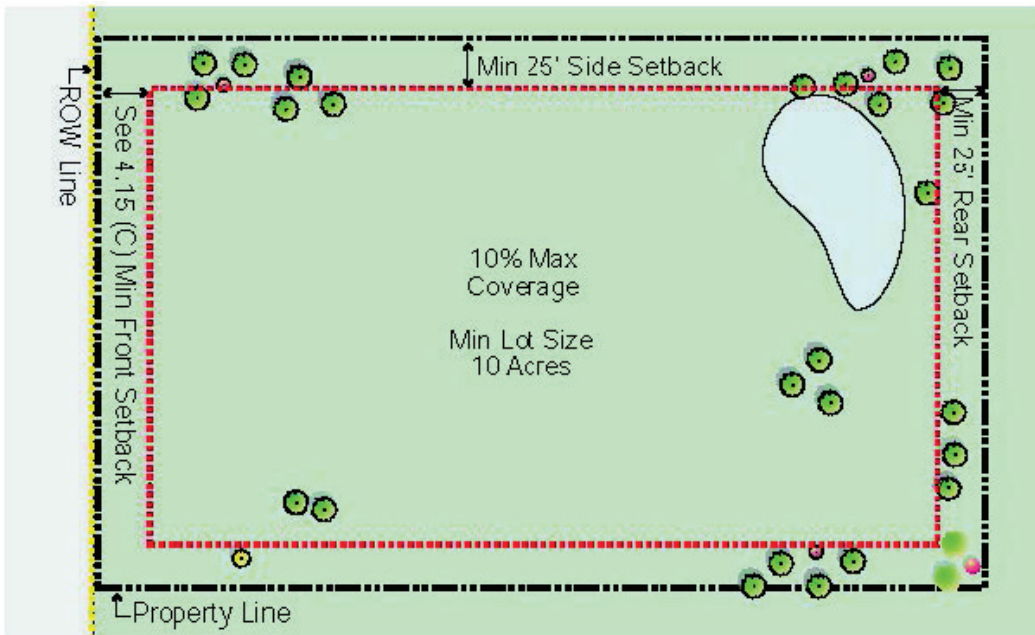 Min 25' Side Setback
ROW Line
See 4.15 (C) Min Front Setback
Min 25' Rear Setback
10% Max
Coverage
Min Lot Size
10 Acres
Property Line